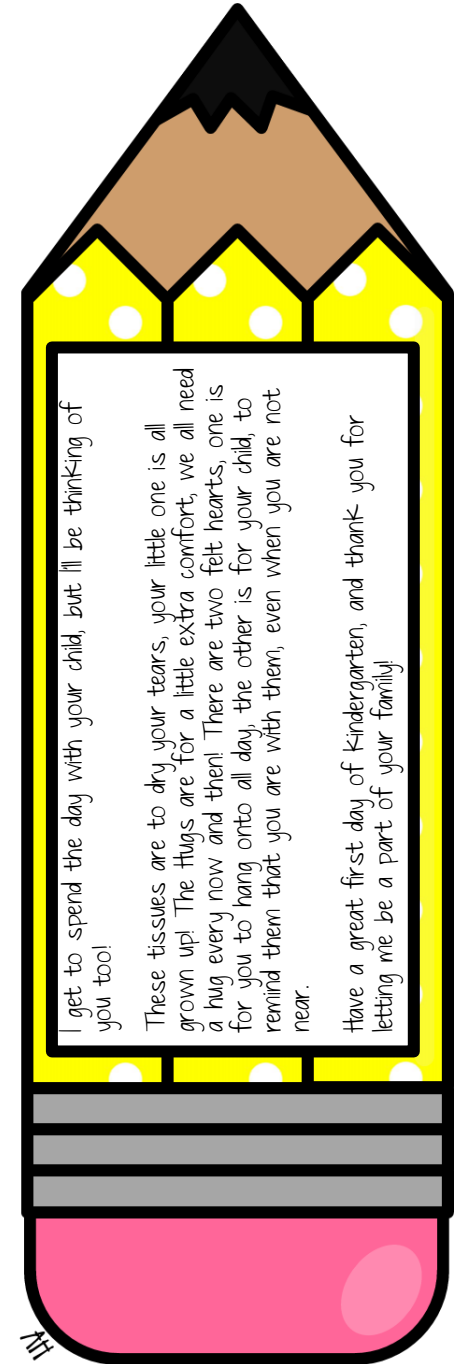 I get to spend the day with your child, but I'll be thinking of
you too!
These tissues are to dry your tears, your little one is all
grown up! The Hugs are for a little extra comfort, we all need
a hug every now and then! There are two felt hearts, one is
for you to hang onto all day, the other is for your child, to
remind them that you are with them, even when you are not
near.
Have a great first day of Kindergarten, and thank you for
letting me be a part of your family!
AH